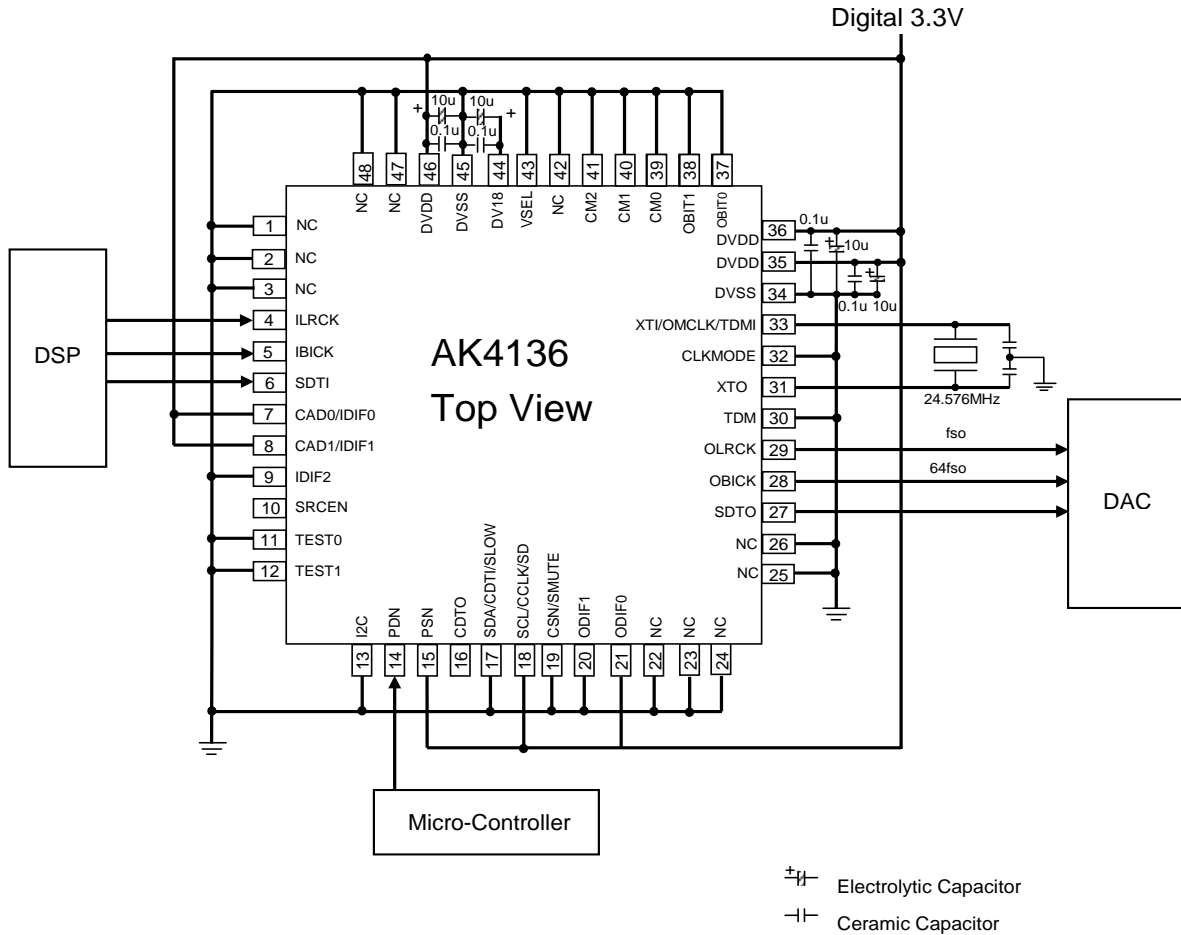 Digital 3.3V
10u
10u
+
+
0.1u
0.1u
48
47
46
45
44
43
42
41
40
39
38
37
NC
NC
DVDD
DVSS
DV18
VSEL
NC
CM2
CM1
CM0
OBIT1
OBIT0
1 NC
2 NC
3 NC
4 ILRCK
5 IBICK
6 SDTI
7 CAD0/IDIF0
8 CAD1/IDIF1
9 IDIF2
10 SRCEN
11 TEST0
12 TEST1
DSP
AK4136
Top View
DVDD 36
0.1u
+
10u
DVDD 35
+
DVSS 34
0.1u 10u
XTI/OMCLK/TDMI 33
CLKMODE 32
XTO 31
24.576MHz
TDM 30
OLRCK 29
fso
OBICK 28
64fso
SDTO 27
NC 26
NC 25
DAC
I2C
PDN
PSN
CDTO
SDA/CDTI/SLOW
SCL/CCLK/SD
CSN/SMUTE
ODIF1
ODIF0
NC
NC
NC
13
14
15
16
17
18
19
20
21
22
23
24
Micro-Controller
+
Electrolytic Capacitor
Ceramic Capacitor